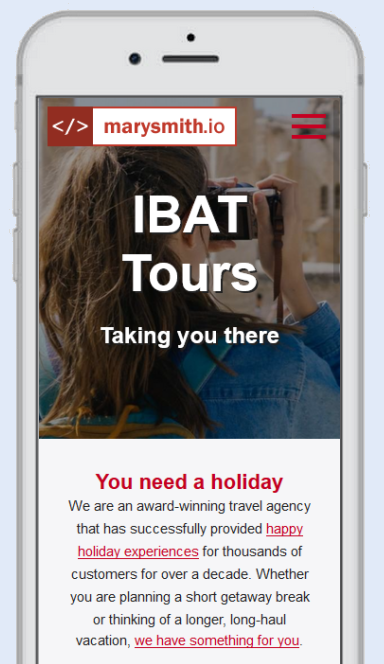 </> marysmith.io
IBAT
Tours
Taking you there
You need a holiday
We are an award-winning travel agency
that has successfully provided happy
holiday experiences for thousands of
customers for over a decade. Whether
you are planning a short getaway break
or thinking of a longer, long-haul
vacation, we have something for you.